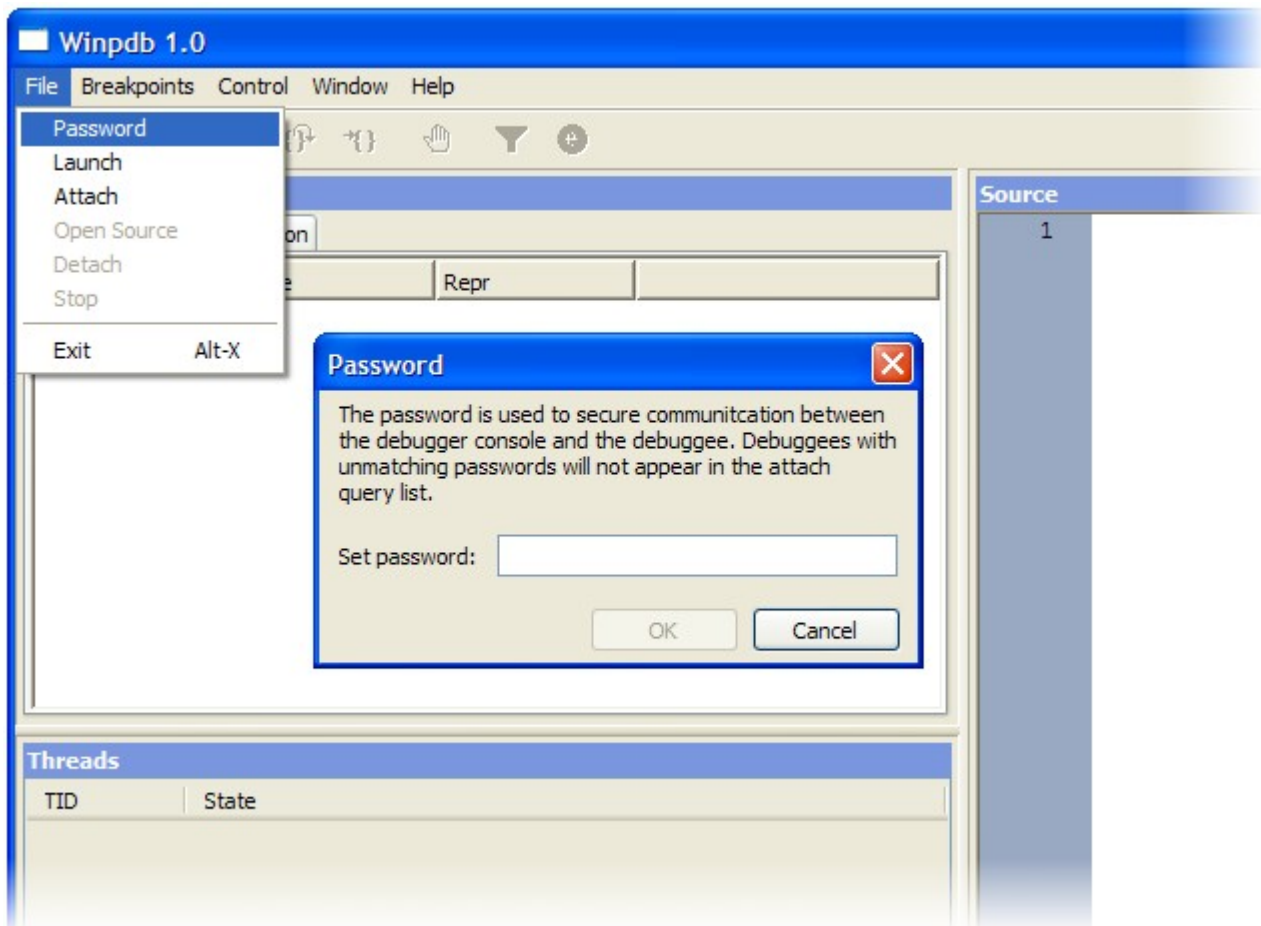 Winpdb 1.0
File Breakpoints Control Window Help
Password
Launch
Attach
Open Source
Detach
Stop
Exit Alt-X
on
e Repr
Source
1
Password
The password is used to secure communitcation between
the debugger console and the debuggee. Debuggees with
unmatching passwords will not appear in the attach
query list.
Set password:
OK Cancel
Threads
TID State